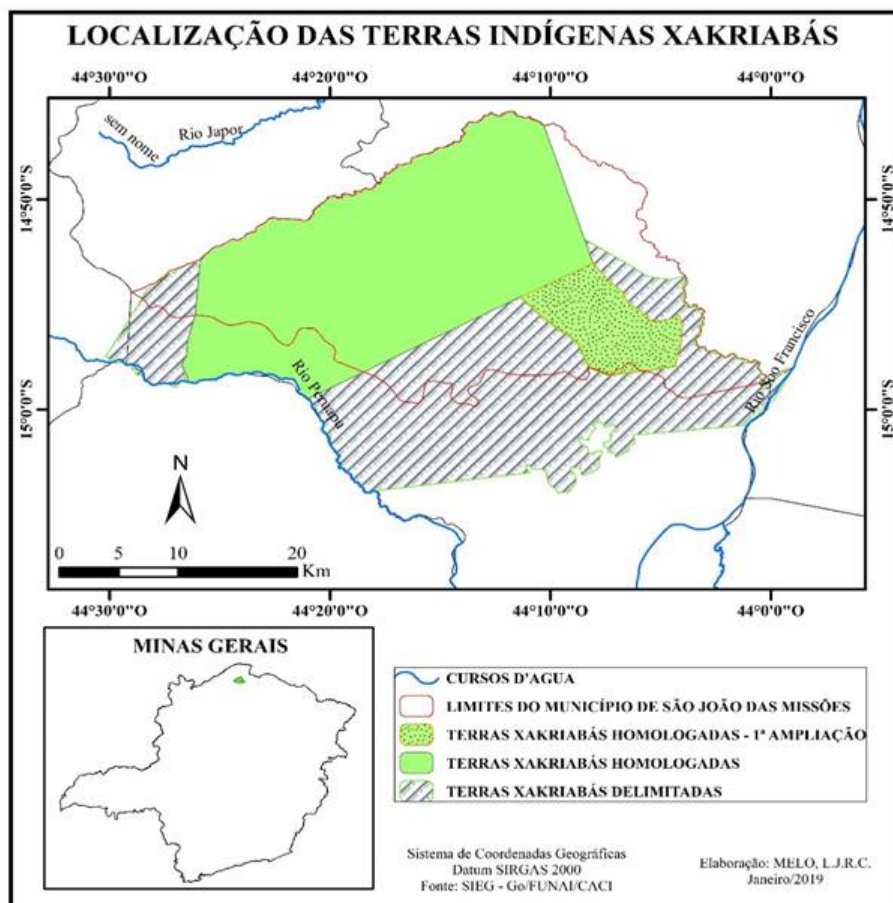 LOCALIZAÇÃO DAS TERRAS INDÍGENAS XAKRIABÁS
44°30'0"O 44°20'0"O 44°10'0"O 44°0'0"O
sem nome
Rio Japor
14°50'0"S 14°50'0"S
Rio São Francisco
Rio Peruapu
15°0'0"S 15°0'0"S
N
0 5 10 20
Km
44°30'0"O 44°20'0"O 44°10'0"O 44°0'0"O
MINAS GERAIS
CURSOS D'AGUA
LIMITES DO MUNICÍPIO DE SÃO JOÃO DAS MISSÕES
TERRAS XAKRIABÁS HOMOLOGADAS - 1ª AMPLIAÇÃO
TERRAS XAKRIABÁS HOMOLOGADAS
TERRAS XAKRIABÁS DELIMITADAS
Sistema de Coordenadas Geográficas
Datum SIRGAS 2000
Fonte: SIEG - Go/FUNAI/CACI
Elaboração: MELO, L.J.R.C.
Janeiro/2019